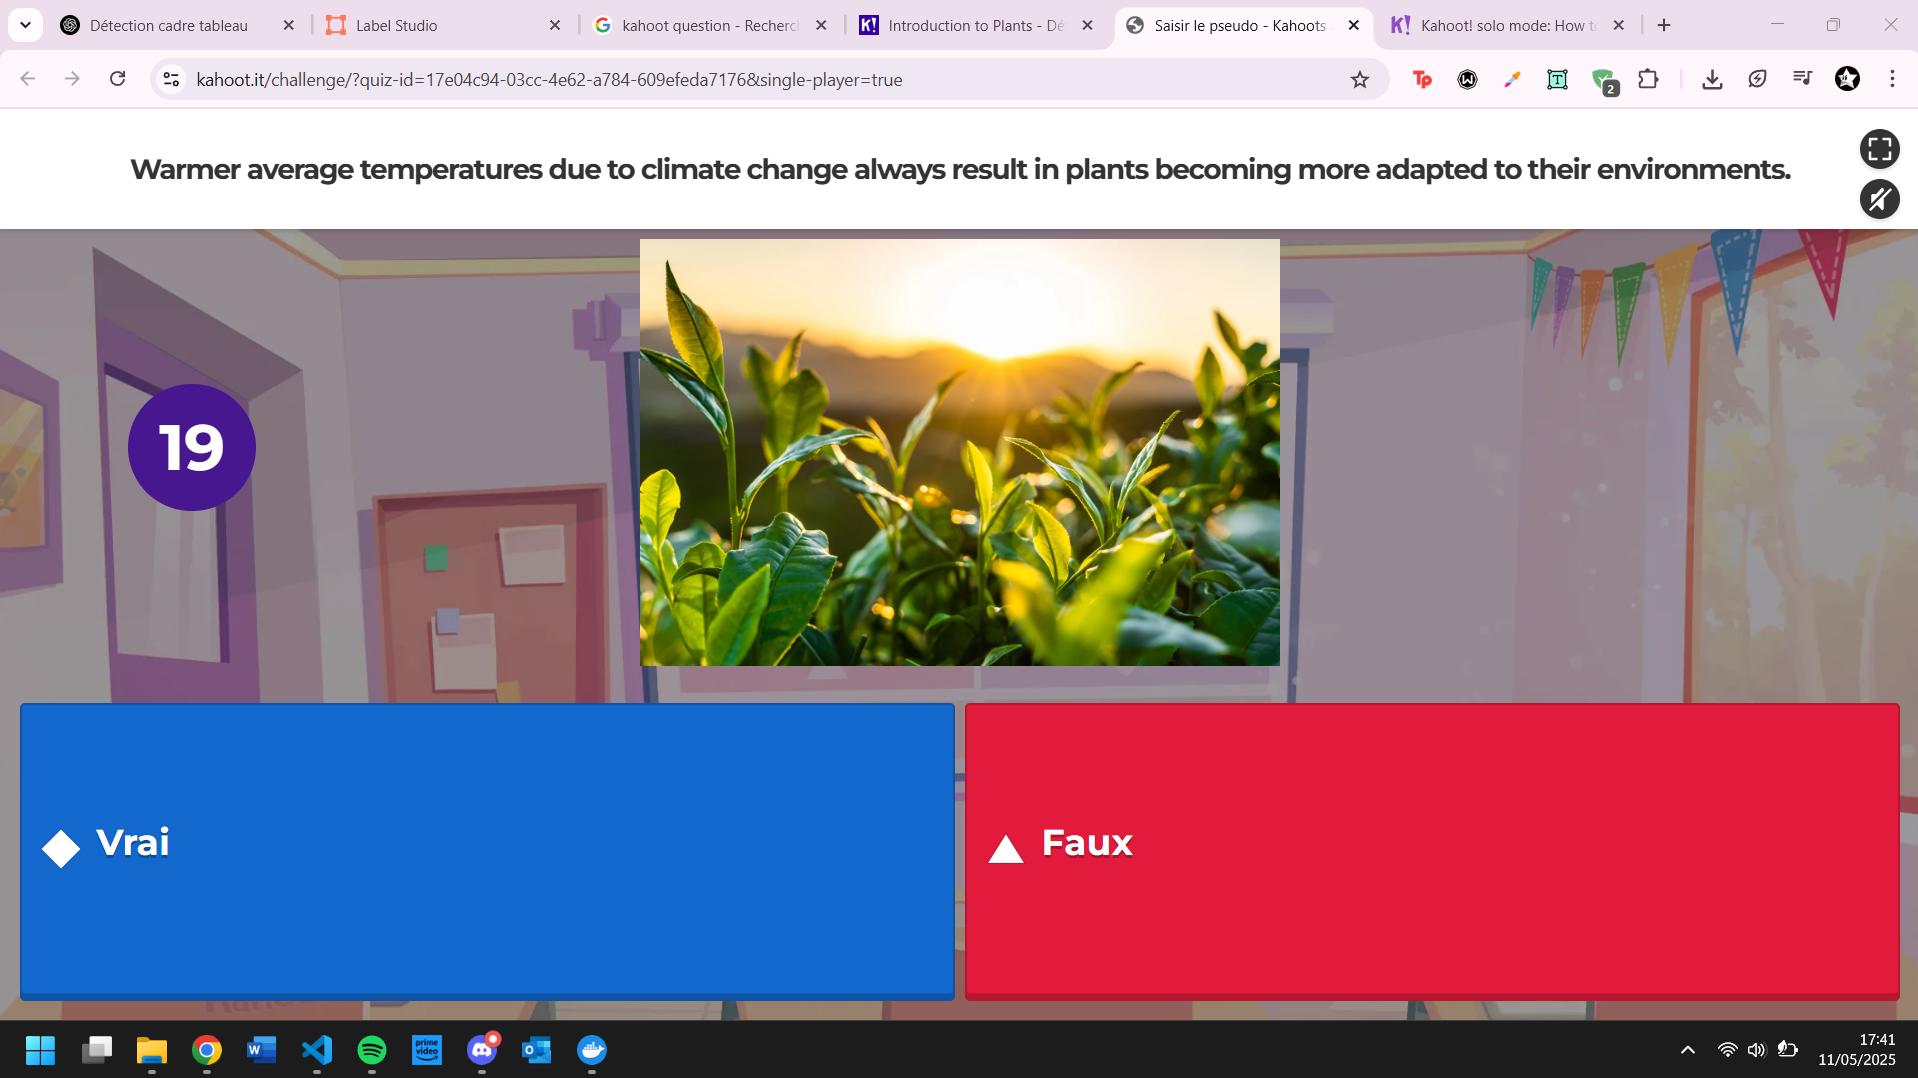 Détection cadre tableau
Label Studio
kahoot question - Recherc
Introduction to Plants - Dé
Saisir le pseudo - Kahoots
Kahoot! solo mode: How t
kahoot.it/challenge/?quiz-id=17e04c94-03cc-4e62-a784-609efeda7176&single-player=true
2
Warmer average temperatures due to climate change always result in plants becoming more adapted to their environments.
19
Vrai
Faux
prime video
17:41
11/05/2025